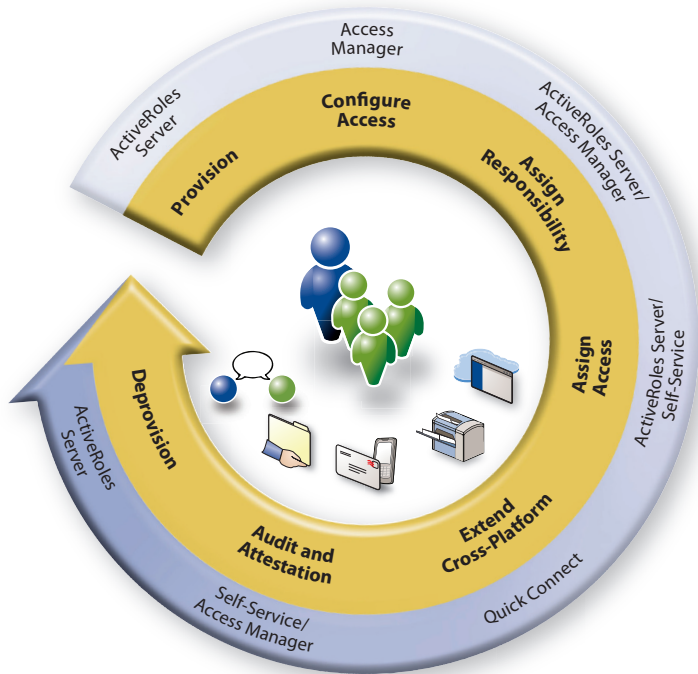 ActiveRoles
Server
Provision
Access
Manager
Configure
Access
ActiveRoles Server/
Access Manager
Assign
Responsibility
ActiveRoles Server/
Self-Service
Assign
Access
Quick Connect
Extend
Cross-Platform
Self-Service/
Access Manager
Audit and
Attestation
ActiveRoles
Server
Deprovision